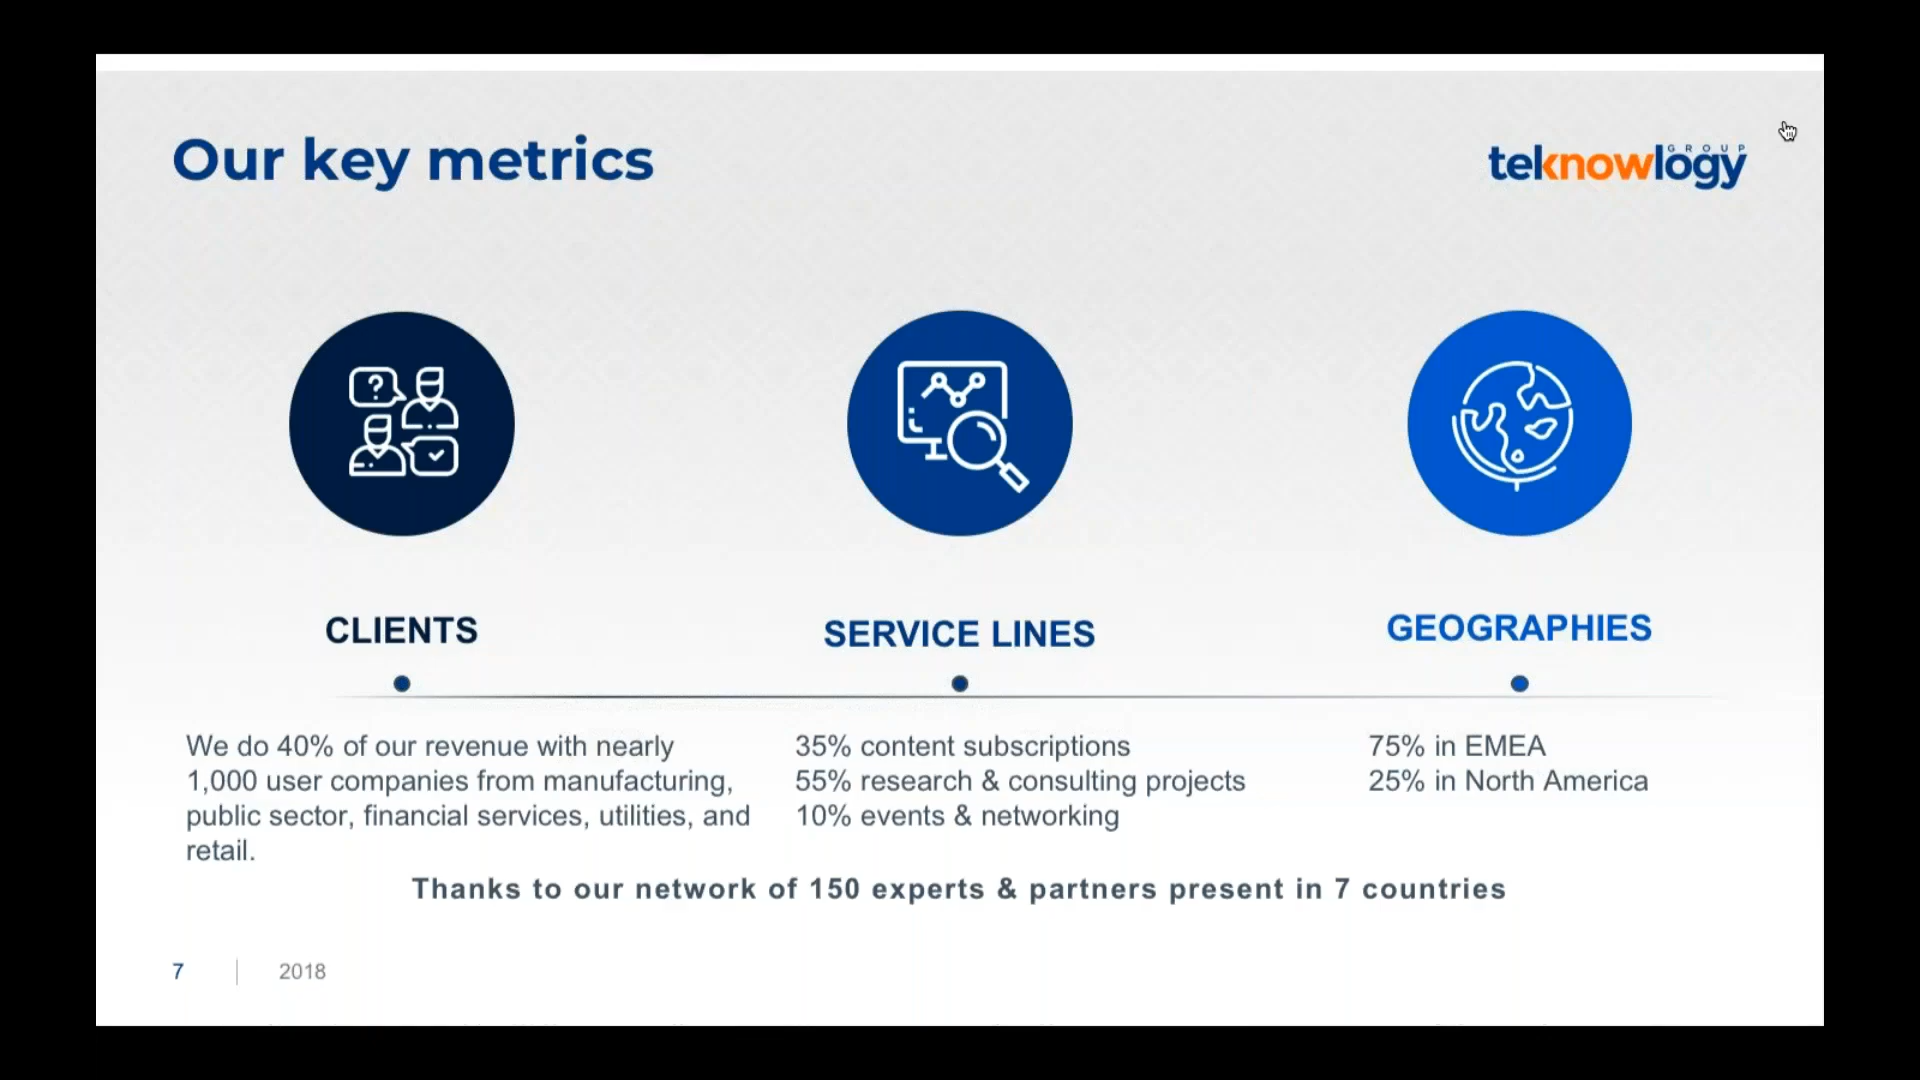 Our key metrics
teknowlogy
GROUP
?
CLIENTS
SERVICE LINES
GEOGRAPHIES
We do 40% of our revenue with nearly
1,000 user companies from manufacturing,
public sector, financial services, utilities, and
retail.
35% content subscriptions
55% research & consulting projects
10% events & networking
75% in EMEA
25% in North America
Thanks to our network of 150 experts & partners present in 7 countries
7
2018